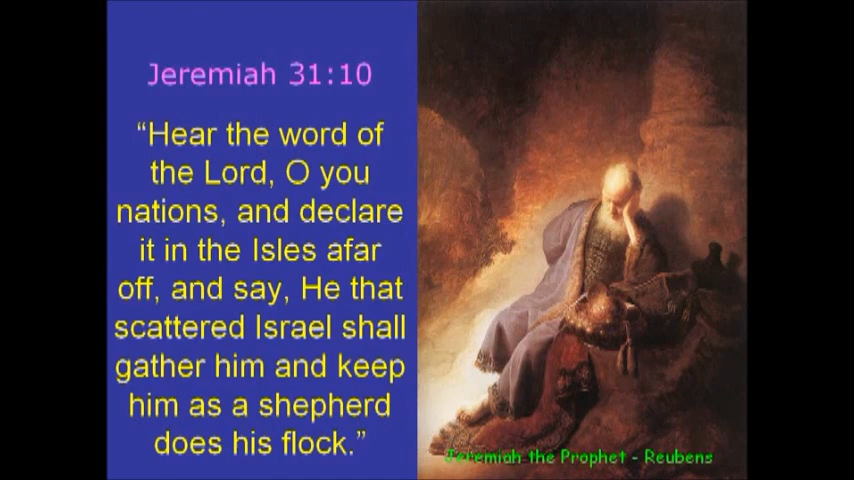 Jeremiah 31:10
“Hear the word of
the Lord, O you
nations, and declare
it in the Isles afar
off, and say, He that
scattered Israel shall
gather him and keep
him as a shepherd
does his flock.”
Jeremiah the Prophet - Reubens